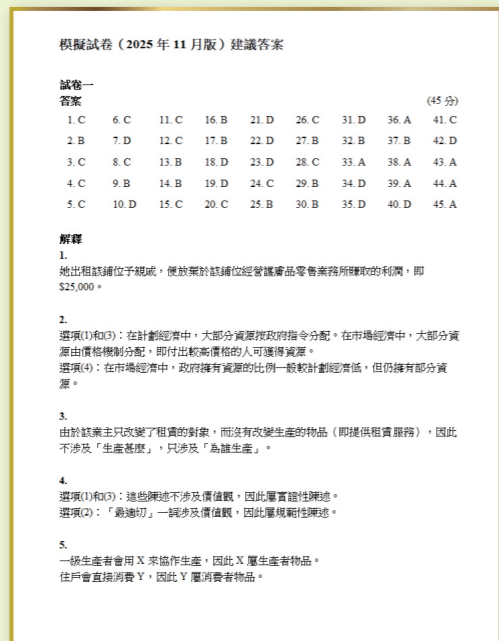 模擬試卷（2025 年 11 月版）建議答案
試卷一
答案 (45 分)
1. C 6. C 11. C 16. B 21. D 26. C 31. D 36. A 41. C
2. B 7. D 12. C 17. B 22. D 27. B 32. B 37. B 42. D
3. C 8. C 13. B 18. D 23. D 28. C 33. A 38. A 43. A
4. C 9. B 14. B 19. D 24. C 29. B 34. D 39. A 44. A
5. C 10. D 15. C 20. C 25. B 30. B 35. D 40. D 45. A
解釋
1.
她出租該舖位予親戚，便放棄於該舖位經營護膚品零售業務所賺取的利潤，即
$25,000。
2.
選項(1)和(3)：在計劃經濟中，大部分資源按政府指令分配。在市場經濟中，大部分資
源由價格機制分配，即付出較高價格的人可獲得資源。
選項(4)：在市場經濟中，政府擁有資源的比例一般較計劃經濟低，但仍擁有部分資
源。
3.
由於該業主只改變了租賃的對象，而沒有改變生產的物品（即提供租賃服務），因此
不涉及「生產甚麼」，只涉及「為誰生產」。
4.
選項(1)和(3)：這些陳述不涉及價值觀，因此屬實證性陳述。
選項(2)：「最適切」一詞涉及價值觀，因此屬規範性陳述。
5.
一級生產者會用 X 來協作生產，因此 X 屬生產者物品。
住戶會直接消費 Y，因此 Y 屬消費者物品。